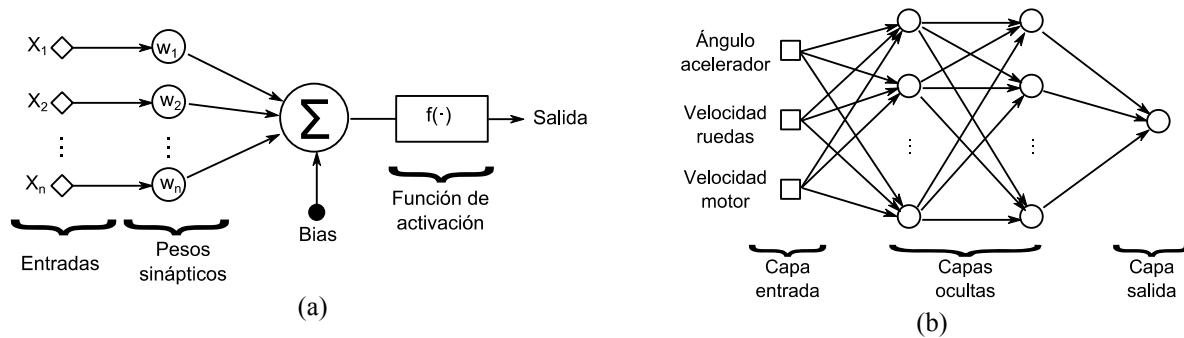 X1
w1
X2
w2
Σ
f(·)
Salida
Xn
wn
Función de
activación
Bias
Entradas
Pesos
sinápticos
(a)
Ángulo
acelerador
Velocidad
ruedas
Velocidad
motor
Capa
entrada
Capas
ocultas
Capa
salida
(b)